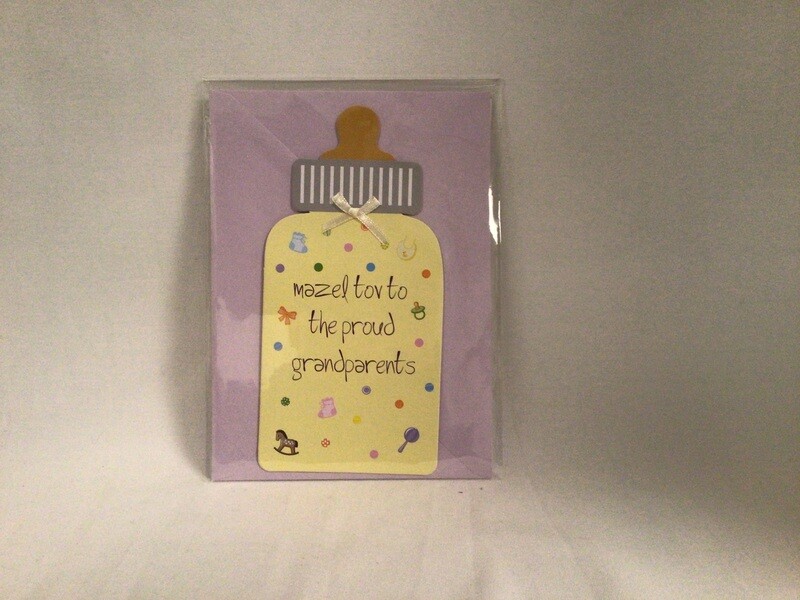 mazel tov to
the proud
grandparents